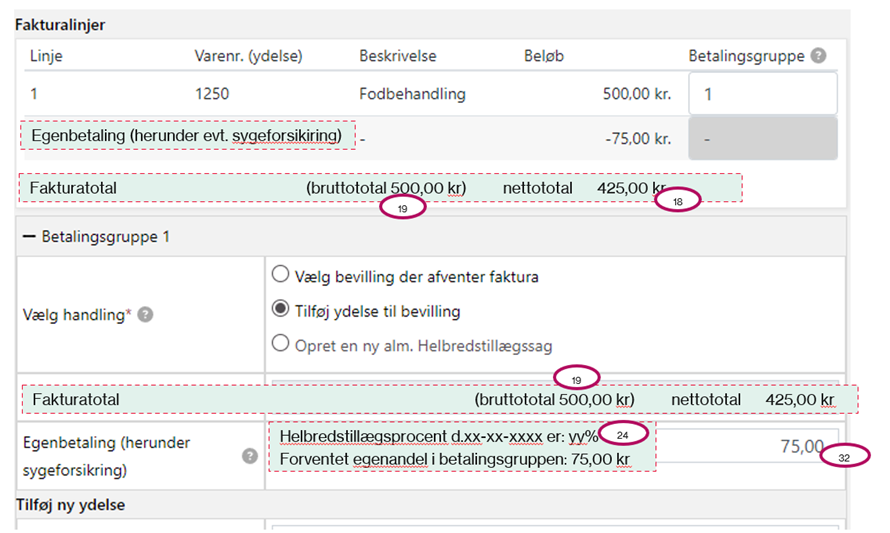 Fakturalinjer
Linje Varenr. (ydelse) Beskrivelse Beløb Betalingsgruppe ?
1 1250 Fodbehandling 500,00 kr. 1
Egenbetaling (herunder evt. sygeforsikiring) - -75,00 kr. -
Fakturatotal (bruttototal 500,00 kr) nettototal 425,00 kr
19 18
— Betalingsgruppe 1
Vælg bevilling der afventer faktura
Vælg handling* ? Tilføj ydelse til bevilling
Opret en ny alm. Helbredstillægssag
19
Fakturatotal (bruttototal 500,00 kr) nettototal 425,00 kr
Egenbetaling (herunder sygeforsikring) ? Helbredstillægsprocent d.xx-xx-xxxx er: yy% 24
Forventet egenandel i betalingsgruppen: 75,00 kr 75,00 32
Tilføj ny ydelse